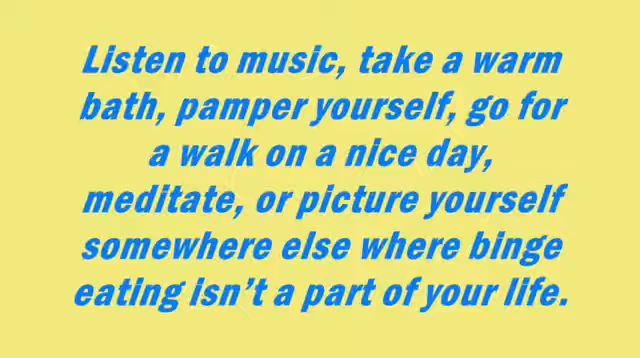 Listen to music, take a warm
bath, pamper yourself, go for
a walk on a nice day,
meditate, or picture yourself
somewhere else where binge
eating isn’t a part of your life.